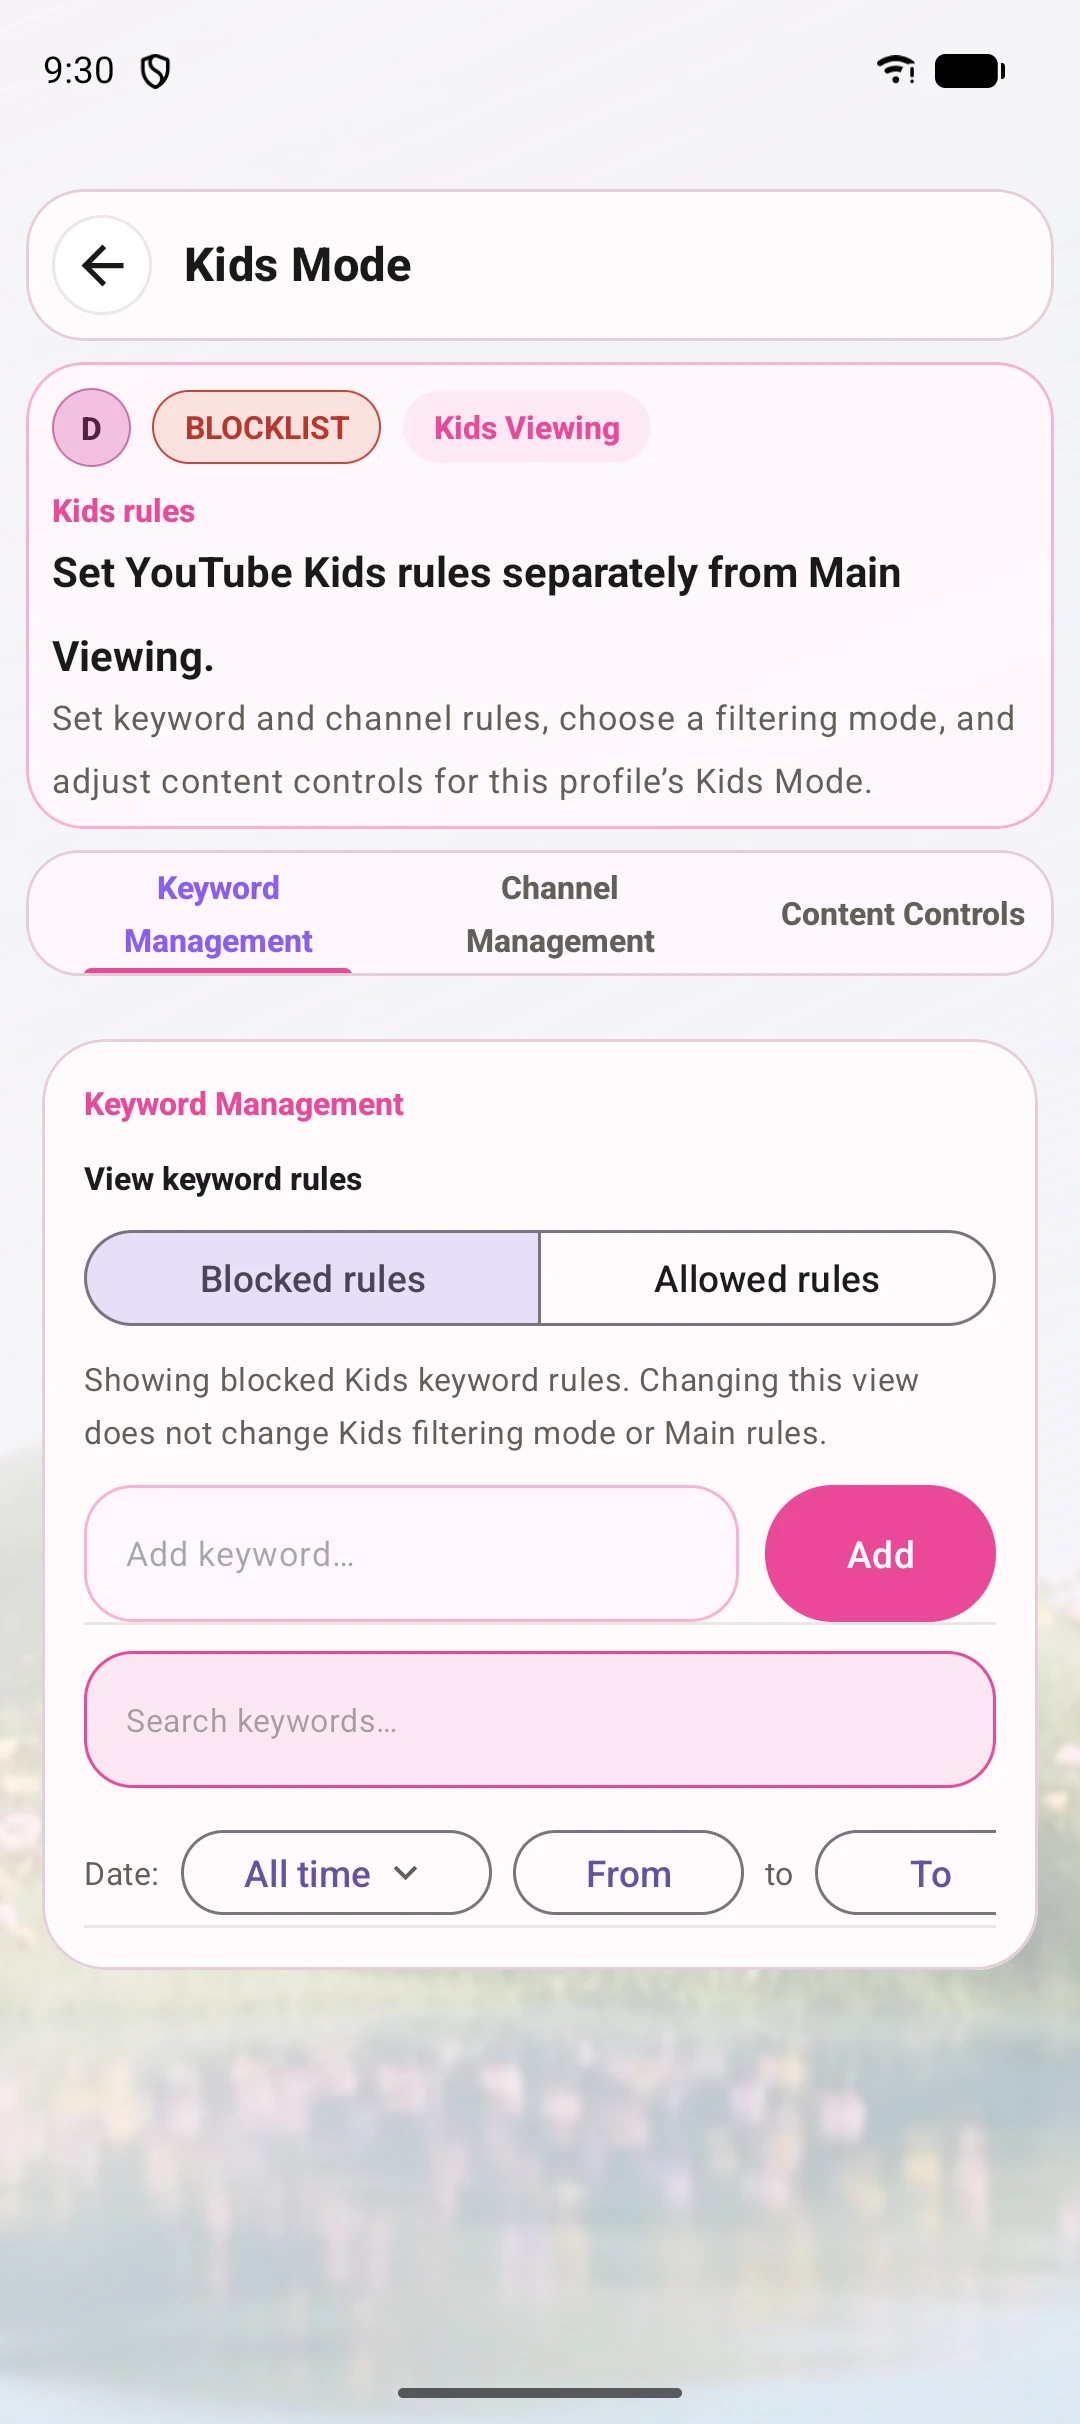 9:30
Kids Mode
D
BLOCKLIST
Kids Viewing
Kids rules
Set YouTube Kids rules separately from Main
Viewing.
Set keyword and channel rules, choose a filtering mode, and
adjust content controls for this profile’s Kids Mode.
Keyword
Management
Channel
Management
Content Controls
Keyword Management
View keyword rules
Blocked rules
Allowed rules
Showing blocked Kids keyword rules. Changing this view
does not change Kids filtering mode or Main rules.
Add keyword…
Add
Search keywords…
Date:
All time
From
to
To